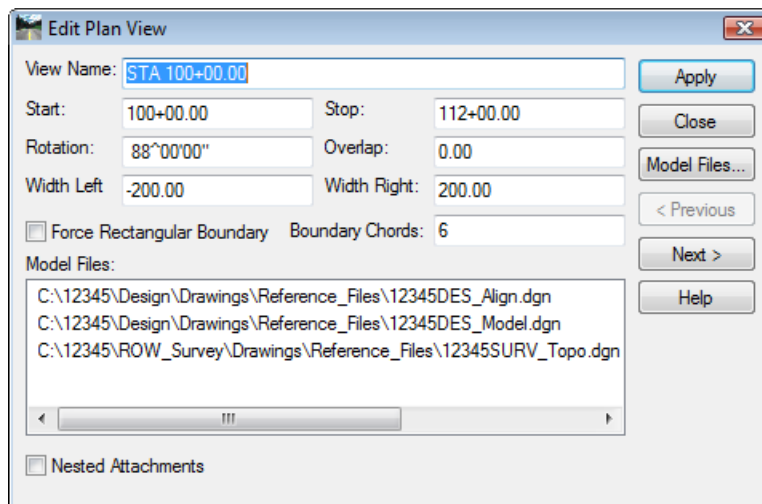 Edit Plan View
View Name: STA 100+00.00
Apply
Start: 100+00.00 Stop: 112+00.00
Close
Rotation: 88^00'00" Overlap: 0.00
Model Files...
Width Left -200.00 Width Right: 200.00
< Previous
Force Rectangular Boundary Boundary Chords: 6
Next >
Model Files:
Help
C:\12345\Design\Drawings\Reference_Files\12345DES_Align.dgn
C:\12345\Design\Drawings\Reference_Files\12345DES_Model.dgn
C:\12345\ROW_Survey\Drawings\Reference_Files\12345SURV_Topo.dgn
Nested Attachments